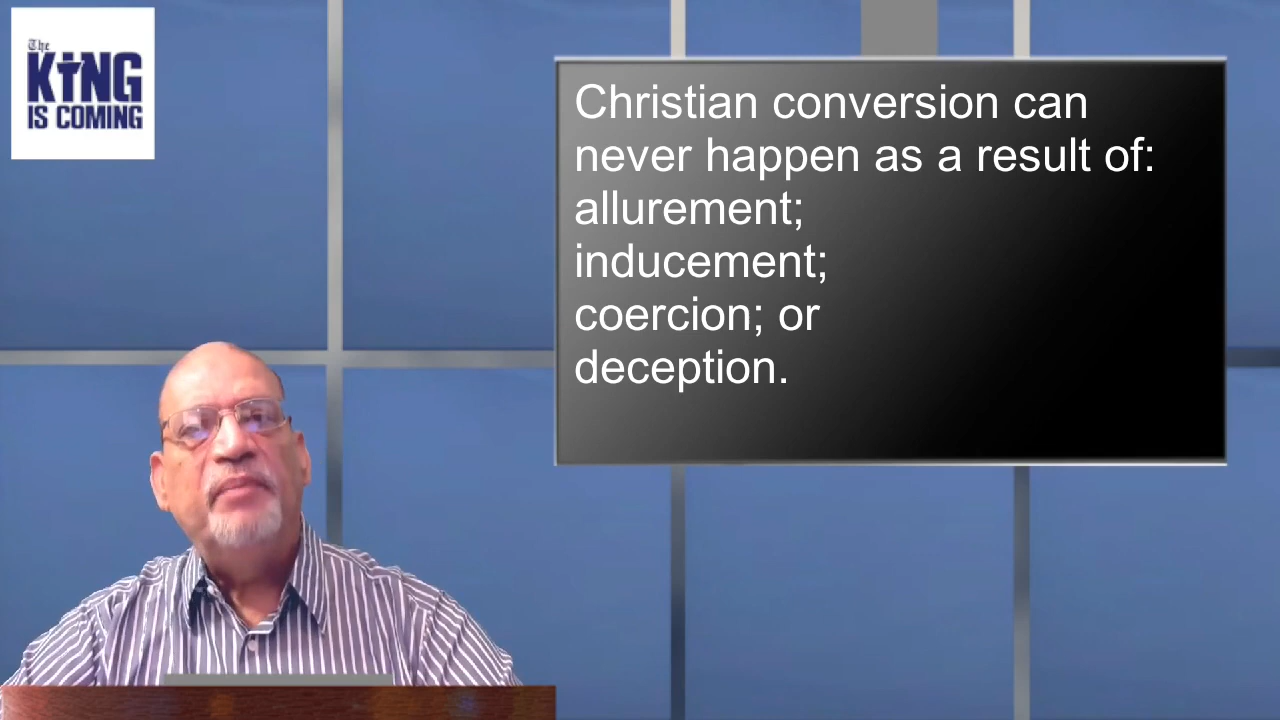 The
KING
IS COMING
Christian conversion can
never happen as a result of:
allurement;
inducement;
coercion; or
deception.